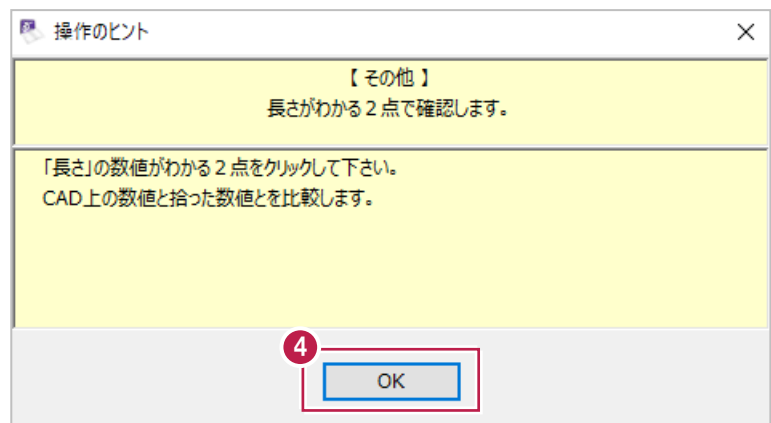 操作のヒント
【 その他 】
長さがわかる２点で確認します。
「長さ」の数値がわかる２点をクリックして下さい。
CAD上の数値と拾った数値とを比較します。
4
OK